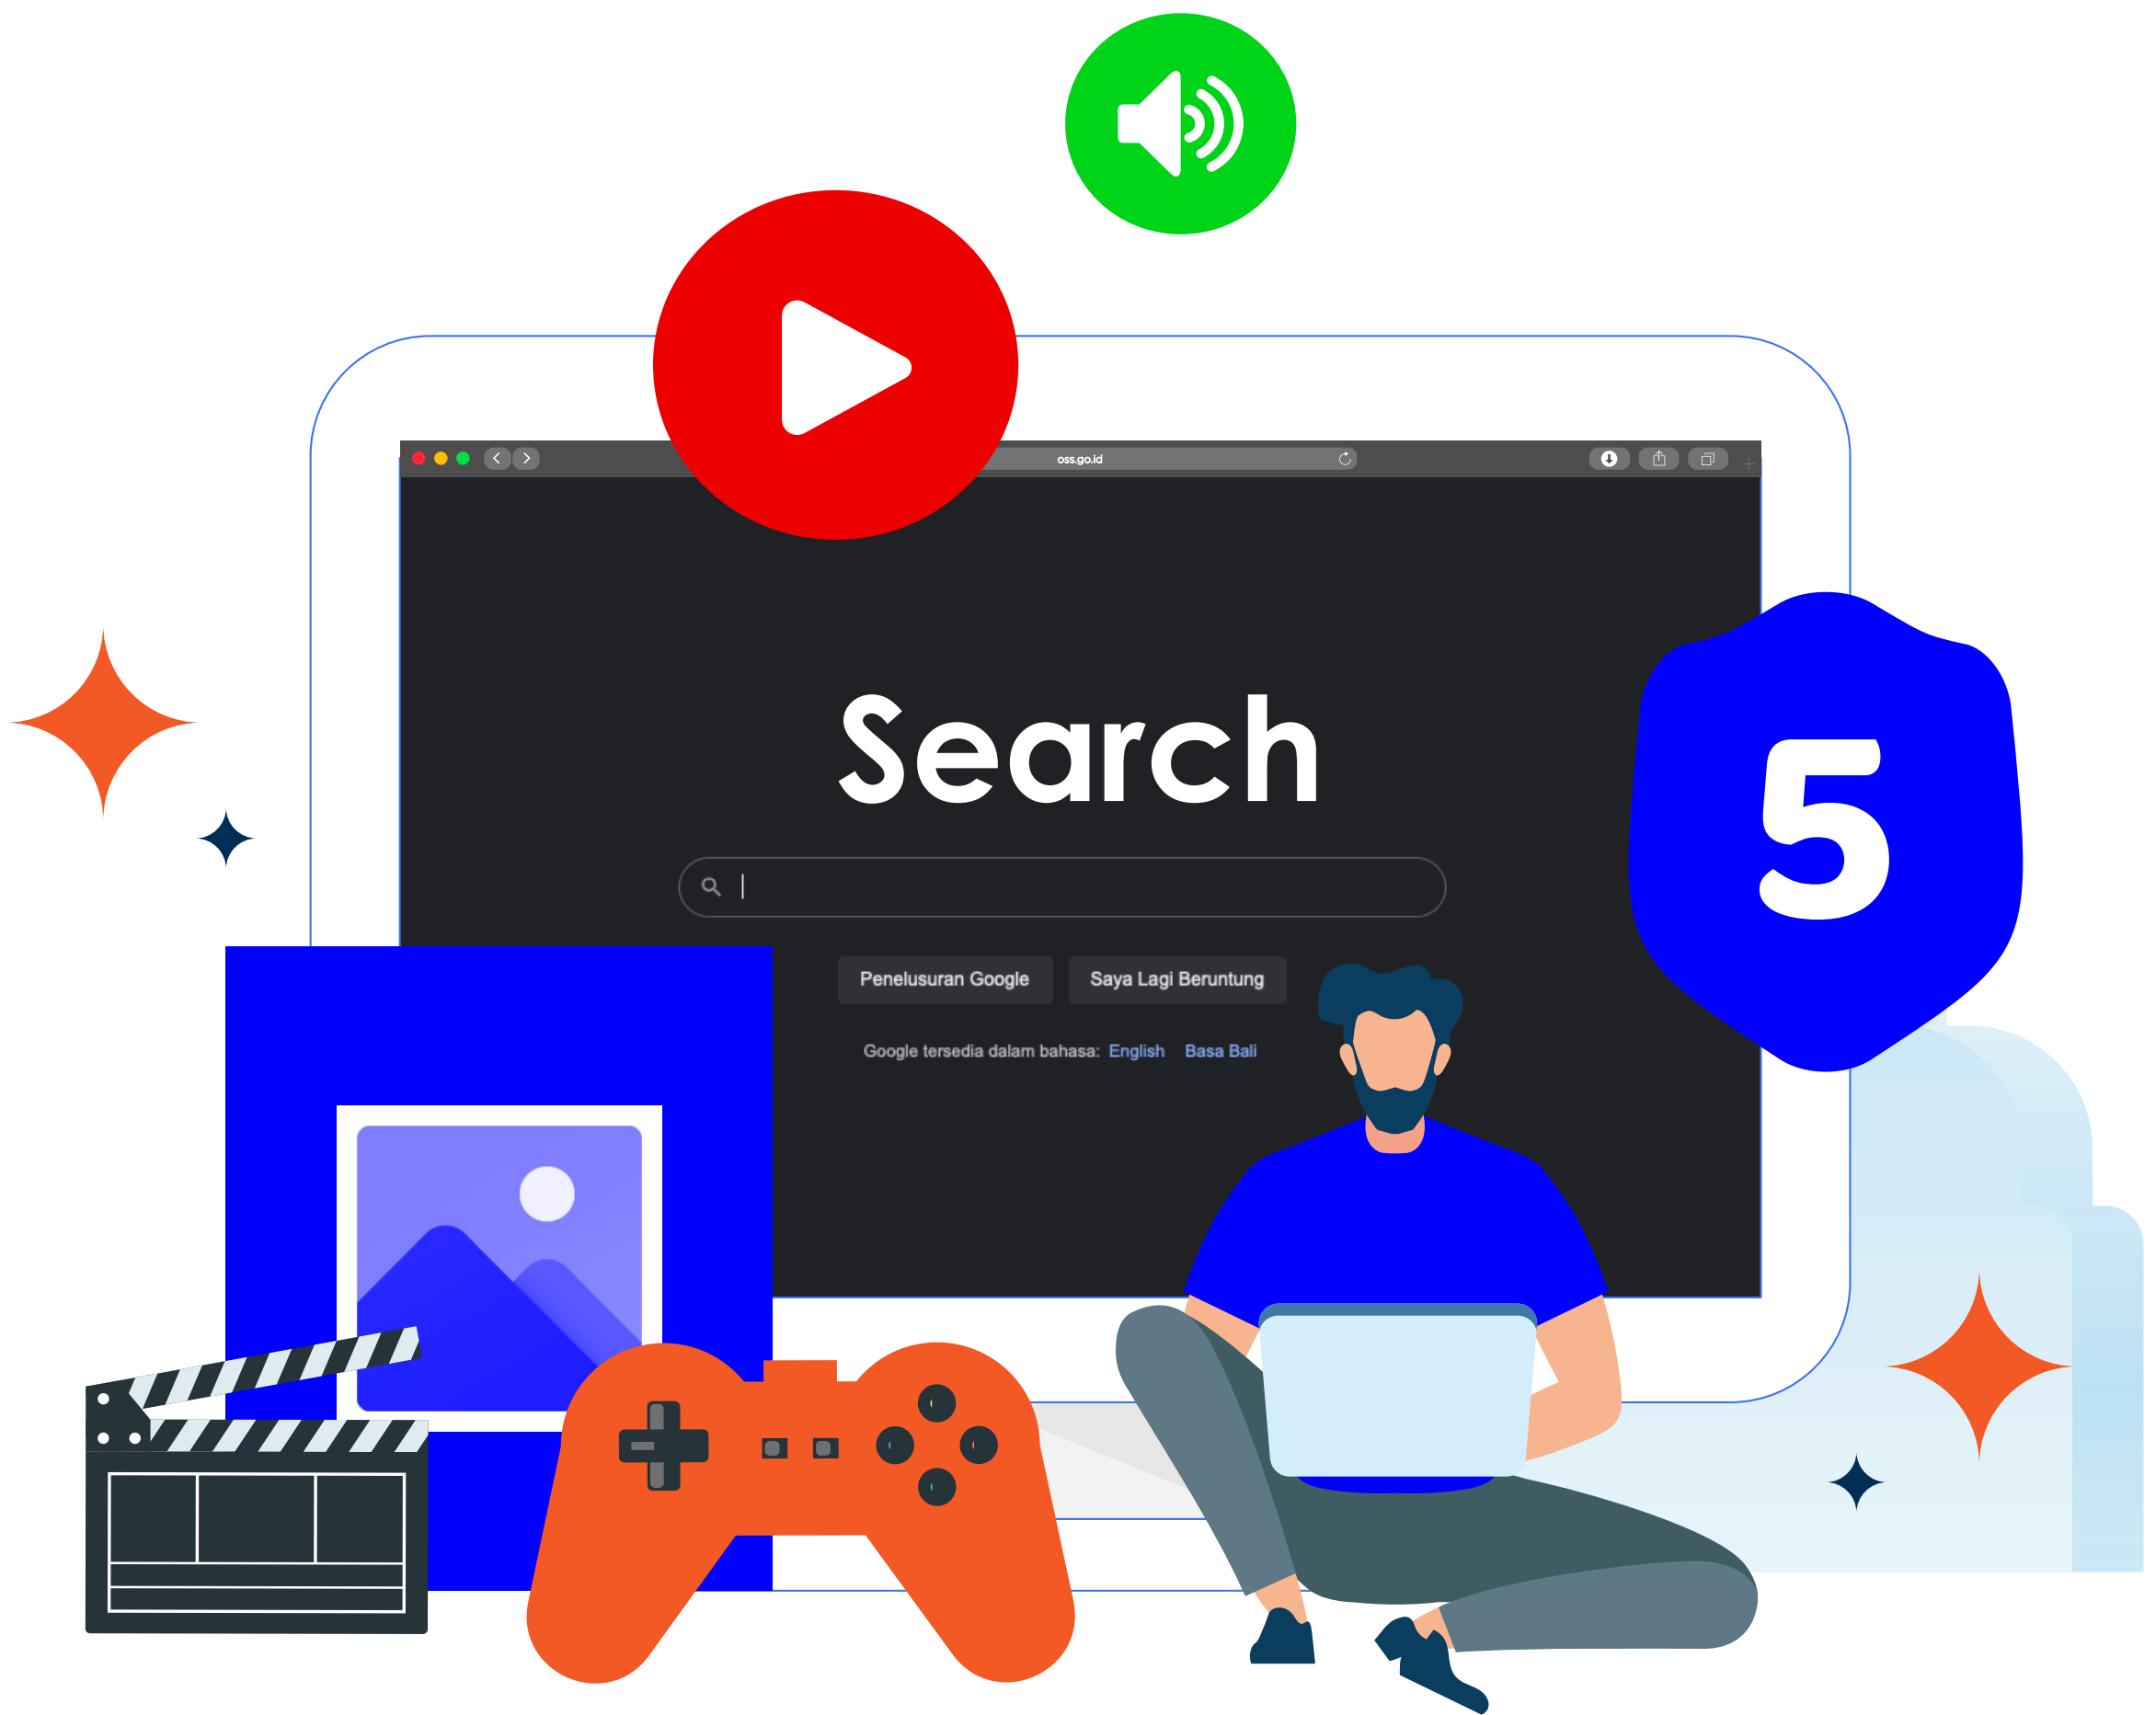 oss.go.id
Search
5
Penelusuran Google Saya Lagi Beruntung
Google tersedia dalam bahasa: English Basa Bali